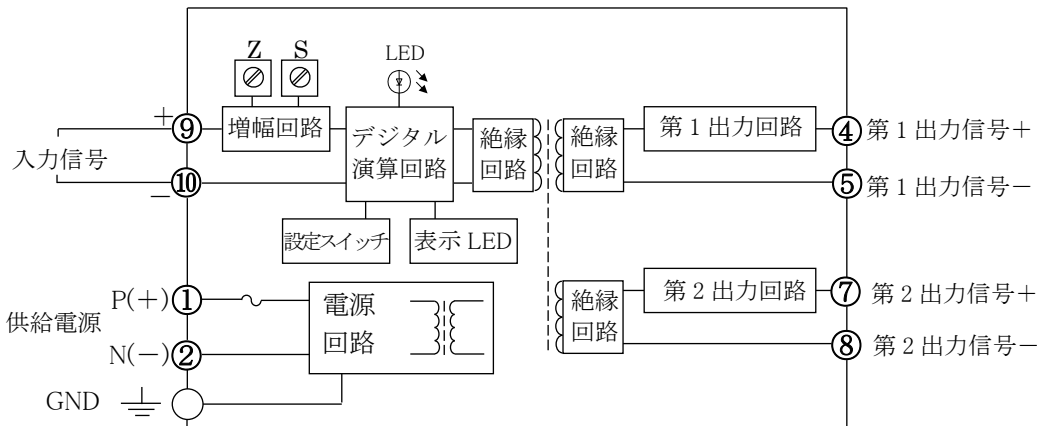 Z
S
LED
+
⑨
増幅回路
デジタル
演算回路
絶縁
回路
絶縁
回路
第１出力回路
④
第１出力信号＋
入力信号
⑩
−
⑤
第１出力信号－
設定スイッチ
表示 LED
P(+)
①
電源
回路
供給電源
N(−)
②
GND
絶縁
回路
第２出力回路
⑦
第２出力信号＋
⑧
第２出力信号－